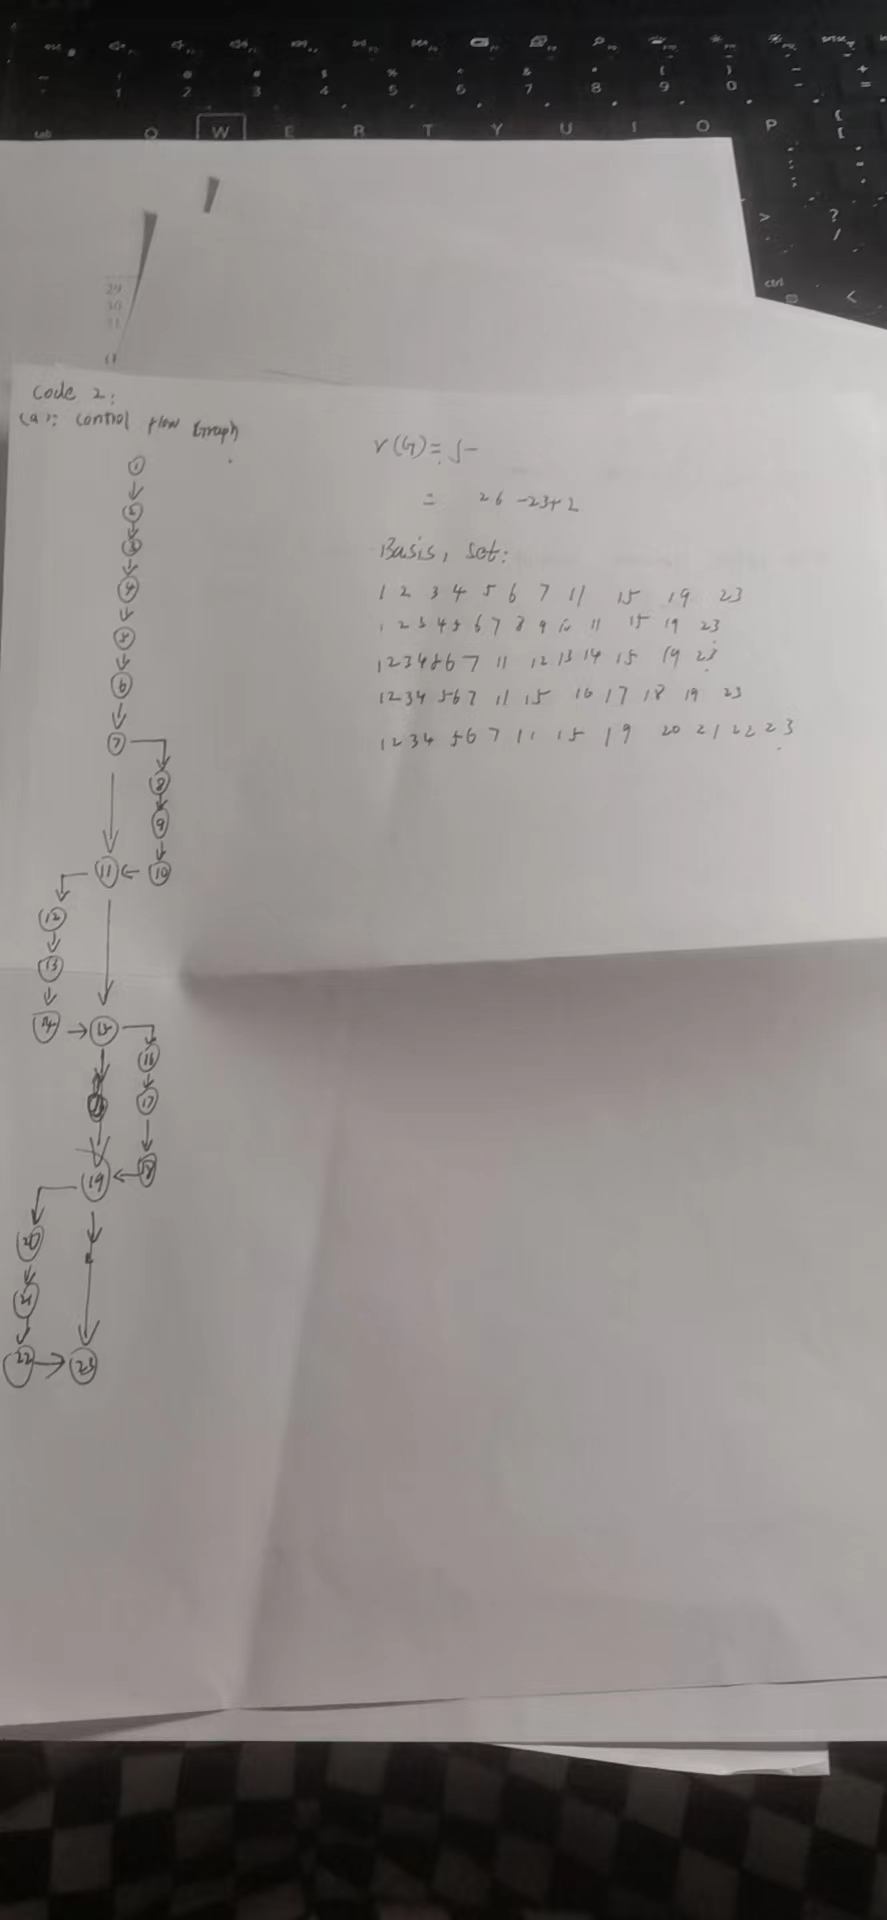 esc
1 2 3 4 5 6 7 8 9 0
tab Q W E R T Y U I O P
> ? /
ctrl <
29
30
31
Code 2:
(a): Control flow Graph
V(G) = 5
= 26 - 23 + 2
Basis, set:
1 2 3 4 5 6 7 11 15 19 23
1 2 3 4 5 6 7 8 9 10 11 15 19 23
1 2 3 4 5 6 7 11 12 13 14 15 19 23
1 2 3 4 5 6 7 11 15 16 17 18 19 23
1 2 3 4 5 6 7 11 15 19 20 21 22 23
1
2
3
4
5
6
7
8
9
11 10
12
13
14 15
16
17
19 18
20
21
22 23